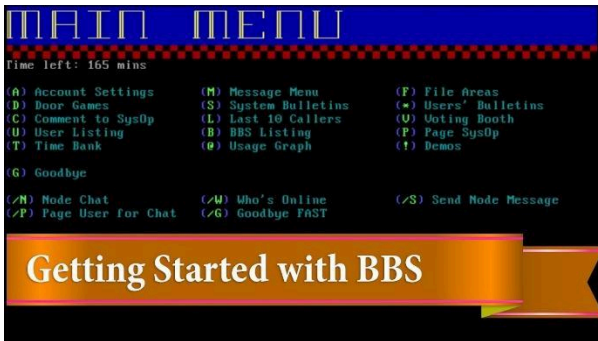 MAIN MENU
Time left: 165 mins
(A) Account Settings (M) Message Menu (F) File Areas
(D) Door Games (S) System Bulletins (*) Users' Bulletins
(C) Comment to SysOp (L) Last 10 Callers (V) Voting Booth
(U) User Listing (B) BBS Listing (P) Page SysOp
(T) Time Bank (@) Usage Graph (!) Demos
(G) Goodbye
(/N) Node Chat (/W) Who's Online (/S) Send Node Message
(/P) Page User for Chat (/G) Goodbye FAST
Getting Started with BBS